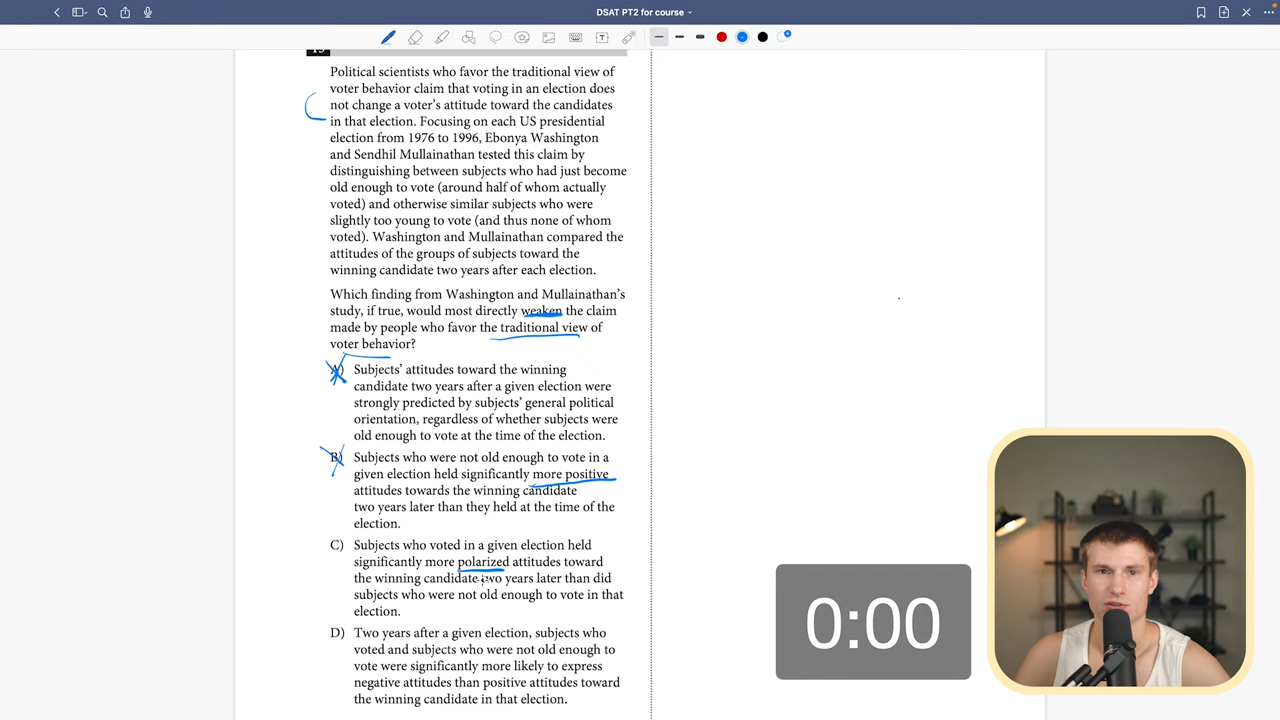 DSAT PT2 for course
Political scientists who favor the traditional view of
voter behavior claim that voting in an election does
not change a voter's attitude toward the candidates
in that election. Focusing on each US presidential
election from 1976 to 1996, Ebonya Washington
and Sendhil Mullainathan tested this claim by
distinguishing between subjects who had just become
old enough to vote (around half of whom actually
voted) and otherwise similar subjects who were
slightly too young to vote (and thus none of whom
voted). Washington and Mullainathan compared the
attitudes of the groups of subjects toward the
winning candidate two years after each election.
Which finding from Washington and Mullainathan's
study, if true, would most directly weaken the claim
made by people who favor the traditional view of
voter behavior?
A) Subjects' attitudes toward the winning
candidate two years after a given election were
strongly predicted by subjects' general political
orientation, regardless of whether subjects were
old enough to vote at the time of the election.
B) Subjects who were not old enough to vote in a
given election held significantly more positive
attitudes towards the winning candidate
two years later than they held at the time of the
election.
C) Subjects who voted in a given election held
significantly more polarized attitudes toward
the winning candidate two years later than did
subjects who were not old enough to vote in that
election.
D) Two years after a given election, subjects who
voted and subjects who were not old enough to
vote were significantly more likely to express
negative attitudes than positive attitudes toward
the winning candidate in that election.
0:00